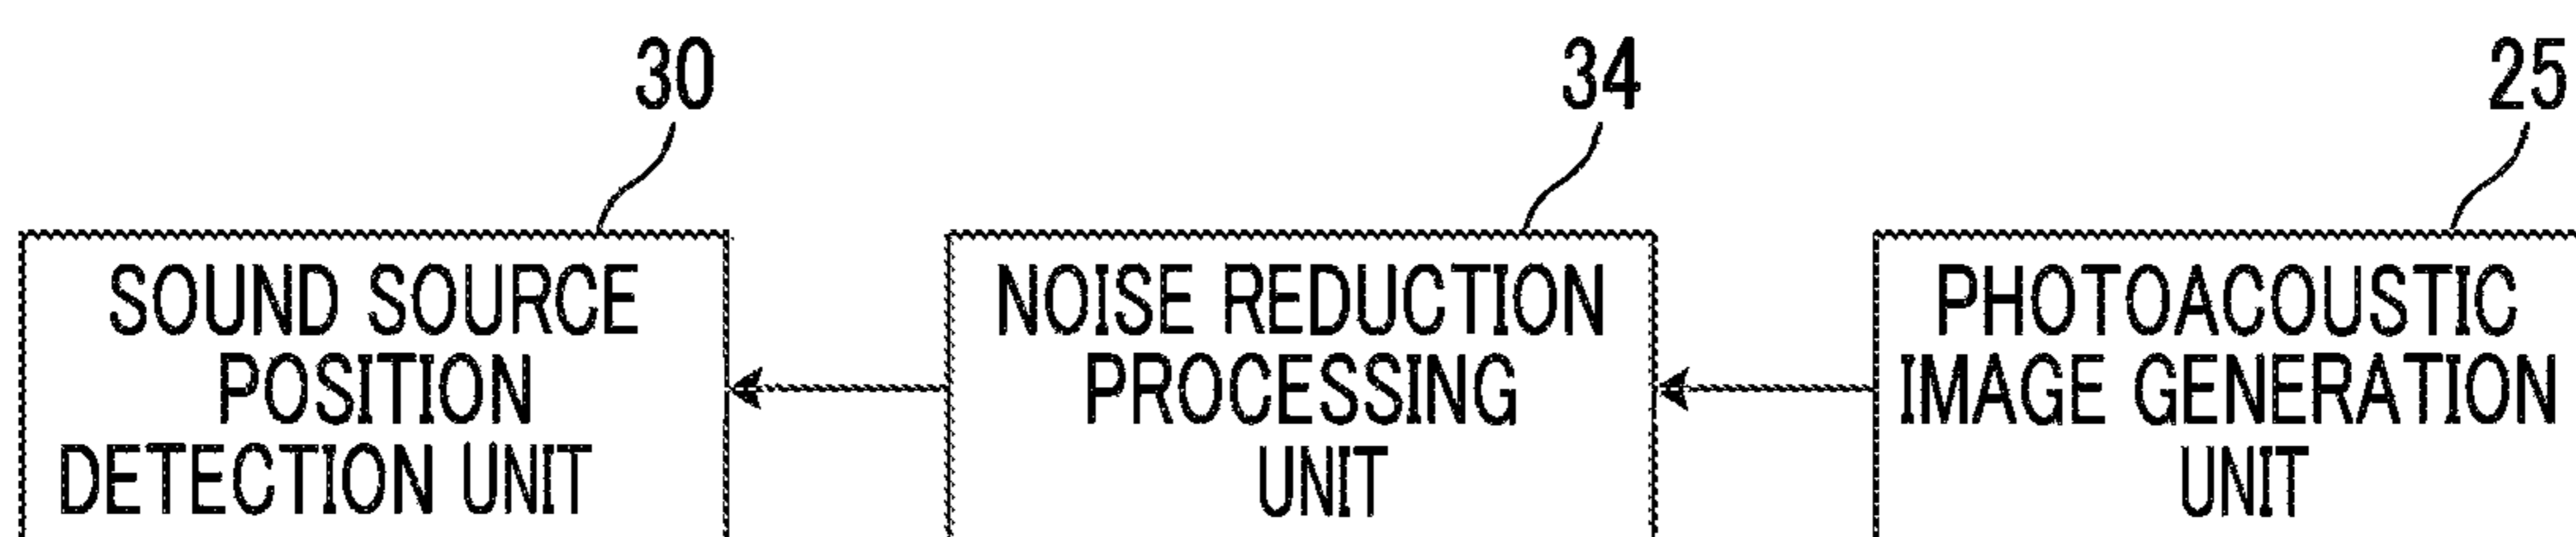 30
34
25
SOUND SOURCE
POSITION
DETECTION UNIT
NOISE REDUCTION
PROCESSING
UNIT
PHOTOACOUSTIC
IMAGE GENERATION
UNIT